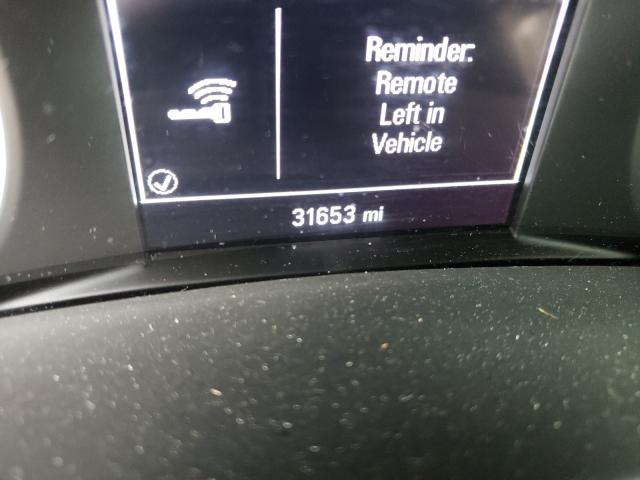 Reminder:
Remote
Left in
Vehicle
31653 mi